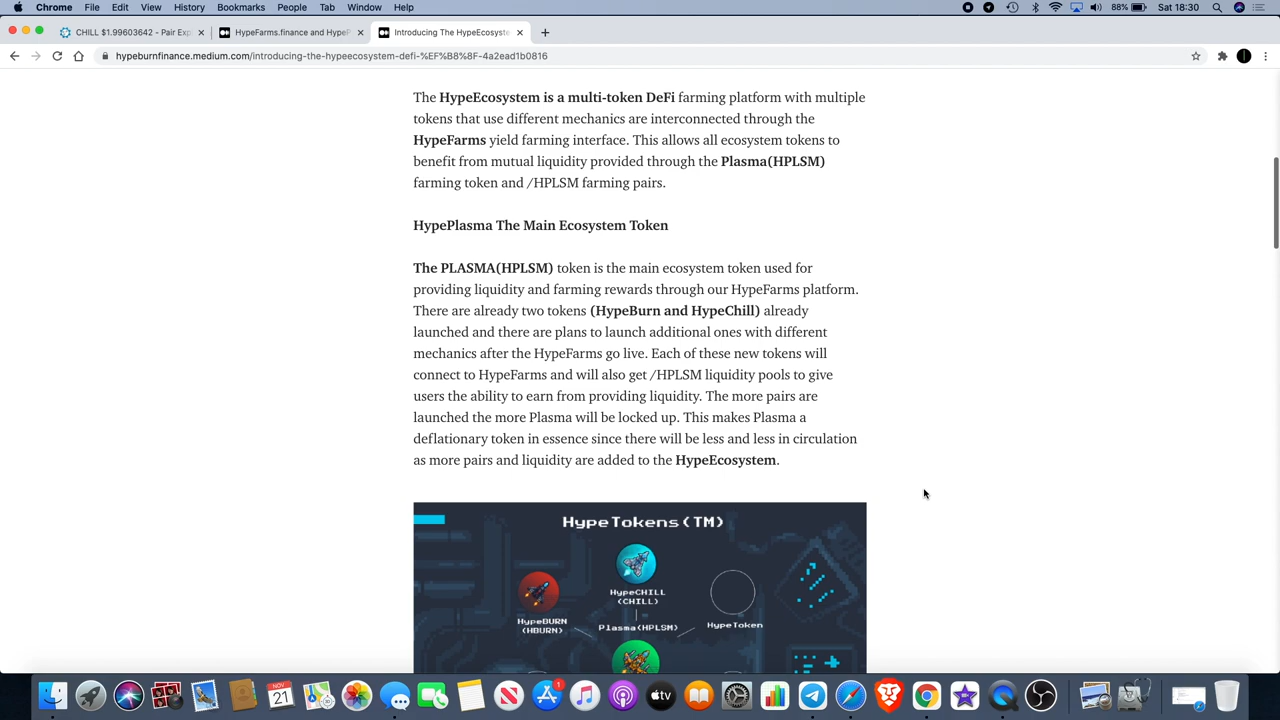 Chrome File Edit View History Bookmarks People Tab Window Help 88% Sat 18:30
CHILL $1.99603642 - Pair Exp
HypeFarms.finance and HypeP
Introducing The HypeEcosyste
hypeburnfinance.medium.com/introducing-the-hypeecosystem-defi-%EF%B8%8F-4a2ead1b0816
The HypeEcosystem is a multi-token DeFi farming platform with multiple
tokens that use different mechanics are interconnected through the
HypeFarms yield farming interface. This allows all ecosystem tokens to
benefit from mutual liquidity provided through the Plasma(HPLSM)
farming token and /HPLSM farming pairs.
HypePlasma The Main Ecosystem Token
The PLASMA(HPLSM) token is the main ecosystem token used for
providing liquidity and farming rewards through our HypeFarms platform.
There are already two tokens (HypeBurn and HypeChill) already
launched and there are plans to launch additional ones with different
mechanics after the HypeFarms go live. Each of these new tokens will
connect to HypeFarms and will also get /HPLSM liquidity pools to give
users the ability to earn from providing liquidity. The more pairs are
launched the more Plasma will be locked up. This makes Plasma a
deflationary token in essence since there will be less and less in circulation
as more pairs and liquidity are added to the HypeEcosystem.
HypeTokens(TM)
HypeCHILL
(CHILL)
HypeBURN
(HBURN)
Plasma(HPLSM)
HypeToken
NOV
21
1
tv